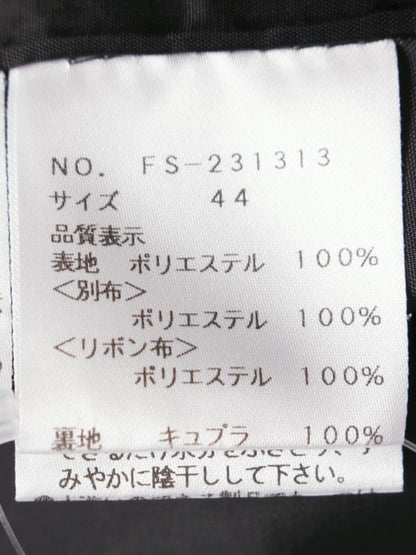 NO. FS-231313
サイズ 44
品質表示
表地 ポリエステル 100%
<別布>
ポリエステル 100%
<リボン布>
ポリエステル 100%
裏地 キュプラ 100%
みやかに陰干しして下さい。